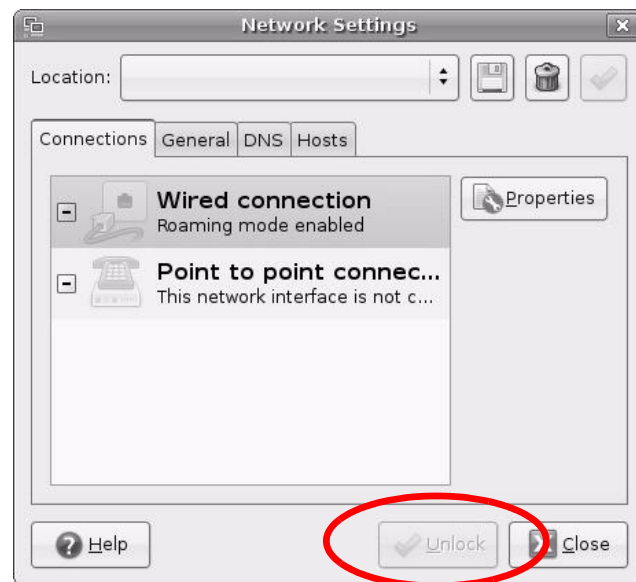 Network Settings
Location:
Connections General DNS Hosts
Wired connection
Roaming mode enabled
Properties
Point to point connec...
This network interface is not c...
Help Unlock Close